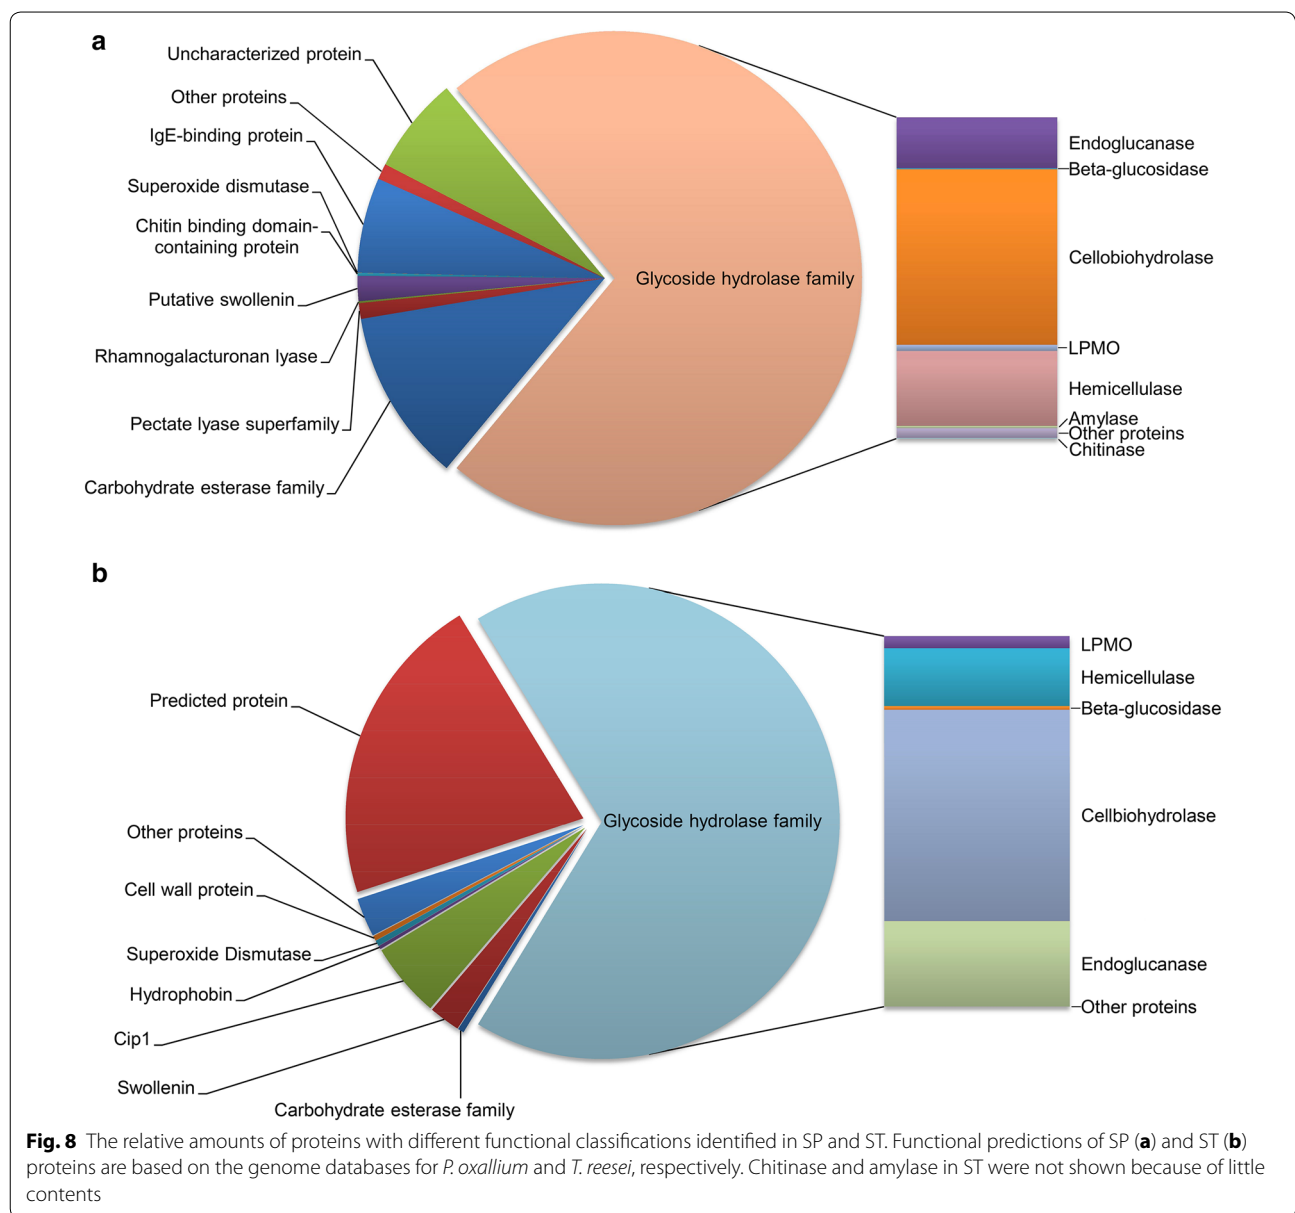 a
Uncharacterized protein
Other proteins
IgE-binding protein
Superoxide dismutase
Chitin binding domain-
containing protein
Putative swollenin
Rhamnogalacturonan lyase
Pectate lyase superfamily
Carbohydrate esterase family
Glycoside hydrolase family
Endoglucanase
Beta-glucosidase
Cellobiohydrolase
LPMO
Hemicellulase
Amylase
Other proteins
Chitinase
b
Predicted protein
Other proteins
Cell wall protein
Superoxide Dismutase
Hydrophobin
Cip1
Swollenin
Carbohydrate esterase family
Glycoside hydrolase family
LPMO
Hemicellulase
Beta-glucosidase
Cellbiohydrolase
Endoglucanase
Other proteins
Fig. 8 The relative amounts of proteins with different functional classifications identified in SP and ST. Functional predictions of SP (a) and ST (b)
proteins are based on the genome databases for P. oxallium and T. reesei, respectively. Chitinase and amylase in ST were not shown because of little
contents